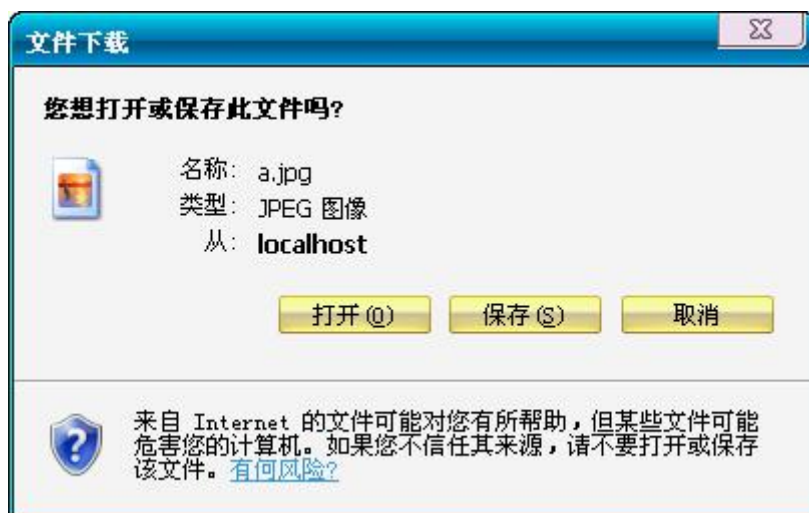 文件下载
您想打开或保存此文件吗?
名称: a.jpg
类型: JPEG 图像
从: localhost
打开(O) 保存(S) 取消
来自 Internet 的文件可能对您有所帮助，但某些文件可能
危害您的计算机。如果您不信任其来源，请不要打开或保存
该文件。有何风险?